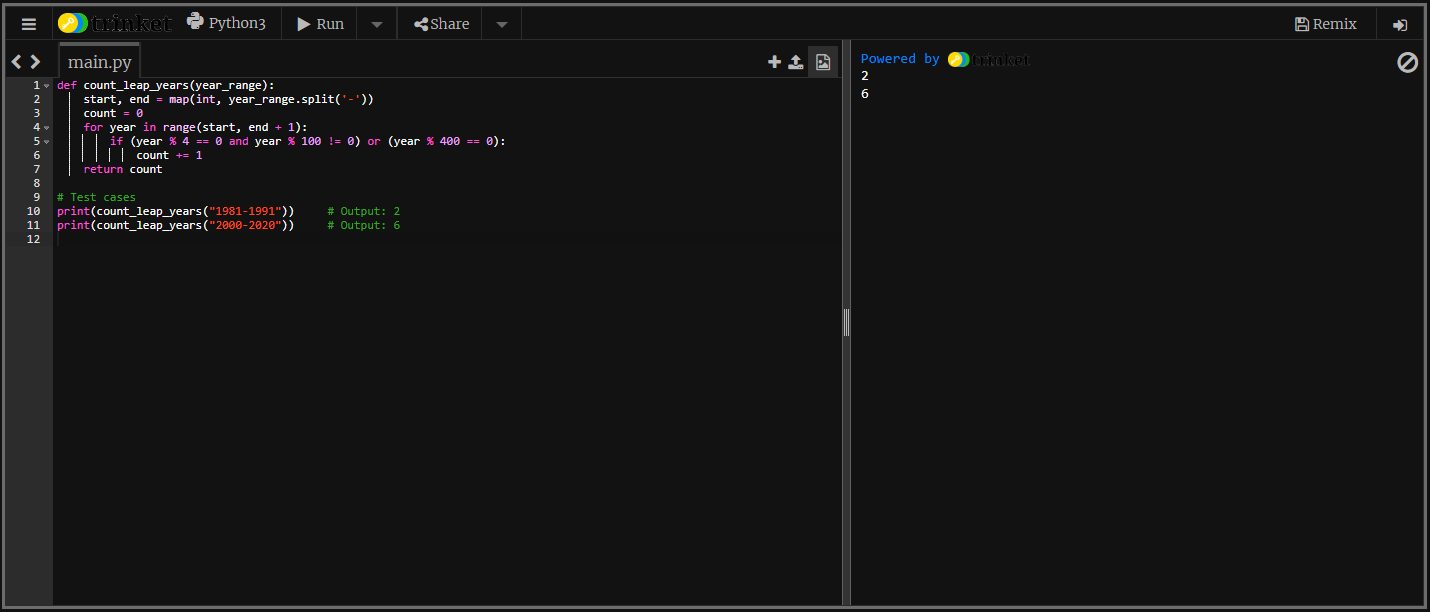 trinket Python3 Run Share Remix
main.py
1 def count_leap_years(year_range):
2     start, end = map(int, year_range.split('-'))
3     count = 0
4     for year in range(start, end + 1):
5         if (year % 4 == 0 and year % 100 != 0) or (year % 400 == 0):
6             count += 1
7     return count
8
9 # Test cases
10 print(count_leap_years("1981-1991"))     # Output: 2
11 print(count_leap_years("2000-2020"))     # Output: 6
12
Powered by trinket
2
6